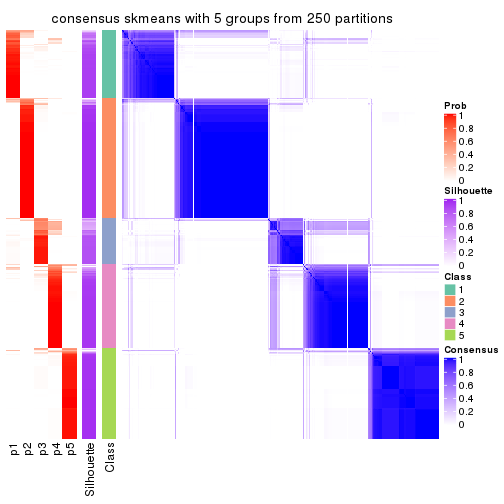 consensus skmeans with 5 groups from 250 partitions
Prob
1
0.8
0.6
0.4
0.2
0
Silhouette
1
0.8
0.6
0.4
0.2
0
Class
1
2
3
4
5
Consensus
1
0.8
0.6
0.4
0.2
0
p1
p2
p3
p4
p5
Silhouette
Class